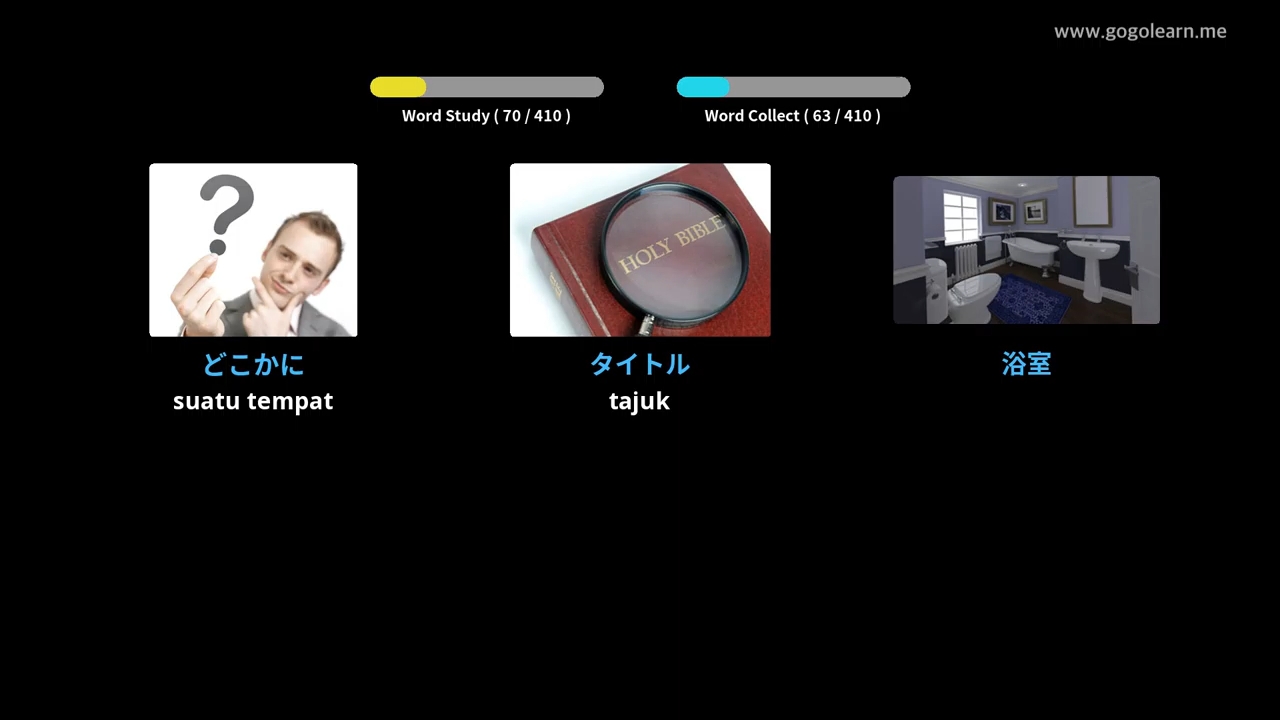 www.gogolearn.me
Word Study ( 70 / 410 )
Word Collect ( 63 / 410 )
HOLY BIBLE
どこかに
タイトル
浴室
suatu tempat
tajuk